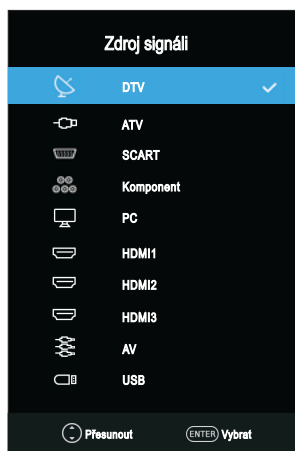 Zdroj signáli
DTV
ATV
SCART
Komponent
PC
HDMI1
HDMI2
HDMI3
AV
USB
Přesunout ENTER Vybrat